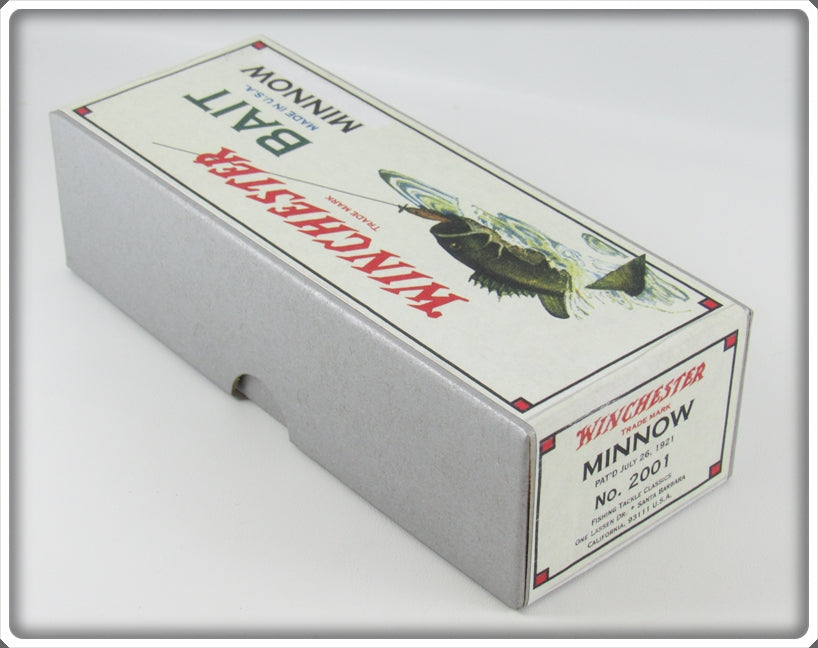 WINCHESTER
TRADE MARK
BAIT
MADE IN U.S.A.
MINNOW
WINCHESTER
TRADE MARK
MINNOW
PAT'D JULY 26, 1921
NO. 2001
FISHING TACKLE CLASSICS
ONE LASSEN DR. • SANTA BARBARA
CALIFORNIA, 93111 U.S.A.